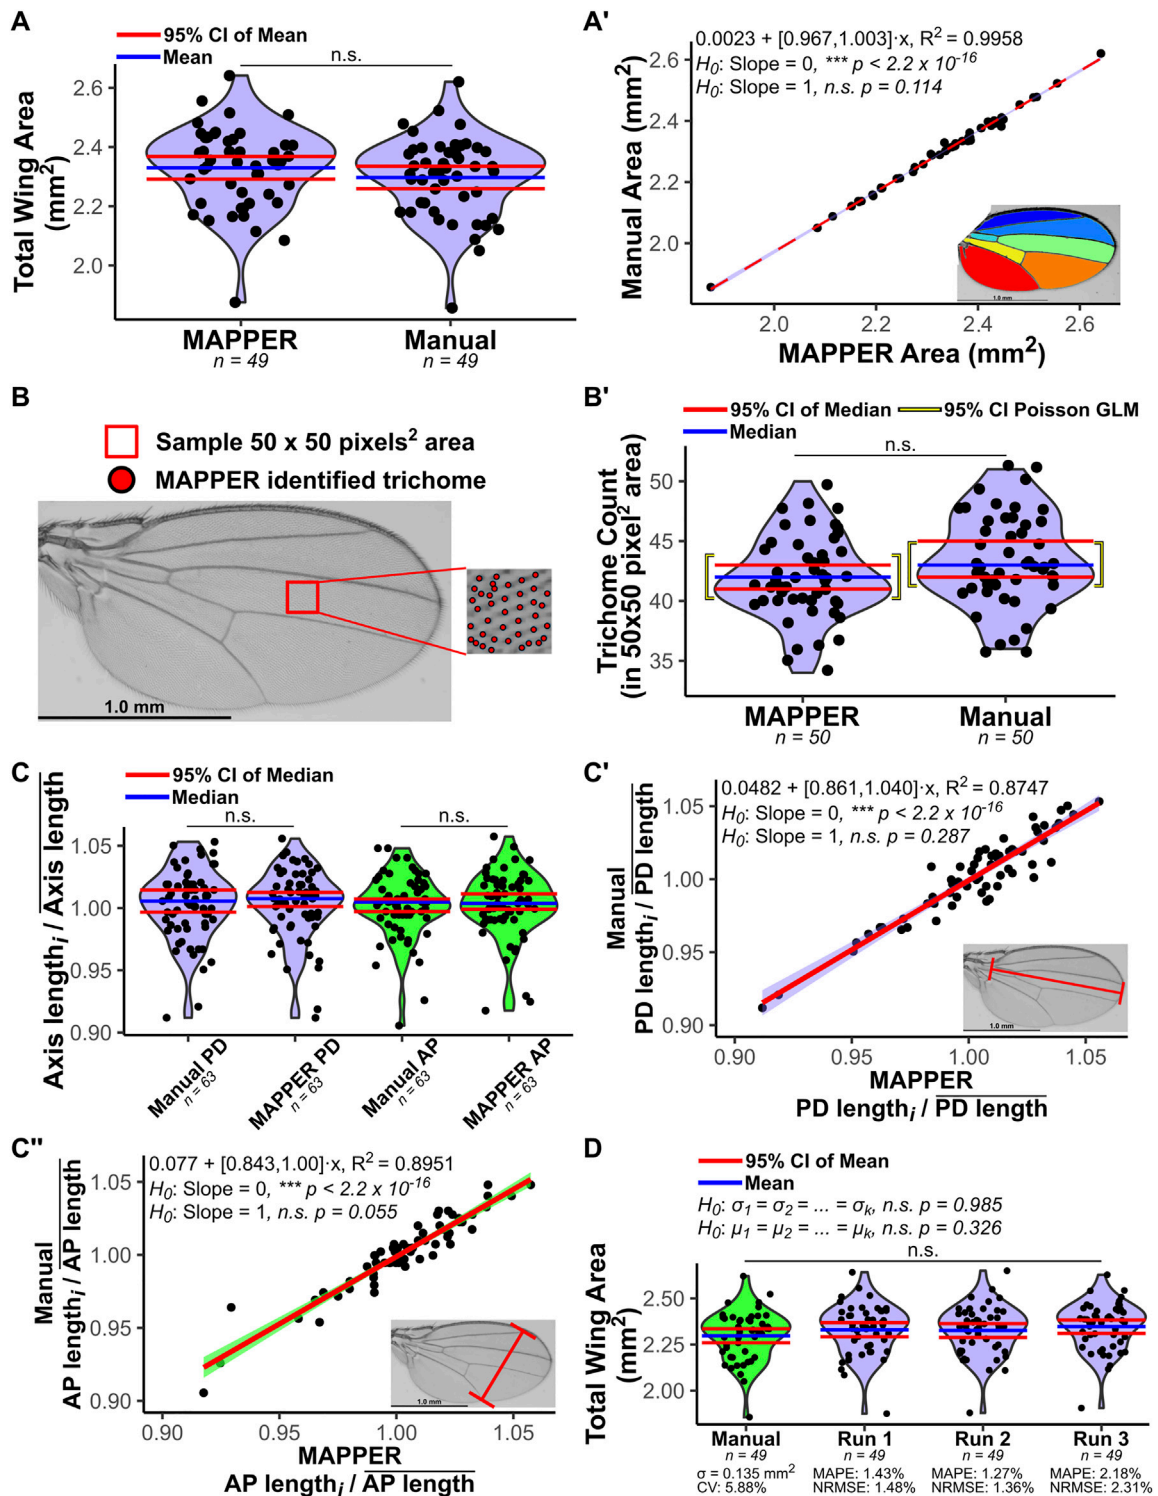 A
95% CI of Mean
Mean
n.s.
Total Wing Area
(mm²)
2.6
2.4
2.2
2.0
MAPPER
n = 49
Manual
n = 49
A'
0.0023 + [0.967,1.003]·x, R² = 0.9958
H₀: Slope = 0, *** p < 2.2 x 10⁻¹⁶
H₀: Slope = 1, n.s. p = 0.114
Manual Area (mm²)
2.6
2.4
2.2
2.0
1.0 mm
2.0
2.2
2.4
2.6
MAPPER Area (mm²)
B
Sample 50 x 50 pixels² area
MAPPER identified trichome
1.0 mm
B'
95% CI of Median
95% CI Poisson GLM
Median
n.s.
Trichome Count
(in 50x50 pixel² area)
50
45
40
35
MAPPER
n = 50
Manual
n = 50
C
95% CI of Median
Median
n.s.
n.s.
Axis lengthᵢ / Axis length
1.05
1.00
0.95
0.90
Manual PD
n = 63
MAPPER PD
n = 63
Manual AP
n = 63
MAPPER AP
n = 63
C'
0.0482 + [0.861,1.040]·x, R² = 0.8747
H₀: Slope = 0, *** p < 2.2 x 10⁻¹⁶
H₀: Slope = 1, n.s. p = 0.287
Manual
PD lengthᵢ / PD length
1.05
1.00
0.95
0.90
1.0 mm
0.90
0.95
1.00
1.05
MAPPER
PD lengthᵢ / PD length
C"
0.077 + [0.843,1.00]·x, R² = 0.8951
H₀: Slope = 0, *** p < 2.2 x 10⁻¹⁶
H₀: Slope = 1, n.s. p = 0.055
Manual
AP lengthᵢ / AP length
1.05
1.00
0.95
0.90
1.0 mm
0.90
0.95
1.00
1.05
MAPPER
AP lengthᵢ / AP length
D
95% CI of Mean
Mean
H₀: σ₁ = σ₂ = ... = σₖ, n.s. p = 0.985
H₀: μ₁ = μ₂ = ... = μₖ, n.s. p = 0.326
n.s.
Total Wing Area
(mm²)
2.50
2.25
2.00
Manual
n = 49
σ = 0.135 mm²
CV: 5.88%
Run 1
n = 49
MAPE: 1.43%
NRMSE: 1.48%
Run 2
n = 49
MAPE: 1.27%
NRMSE: 1.36%
Run 3
n = 49
MAPE: 2.18%
NRMSE: 2.31%